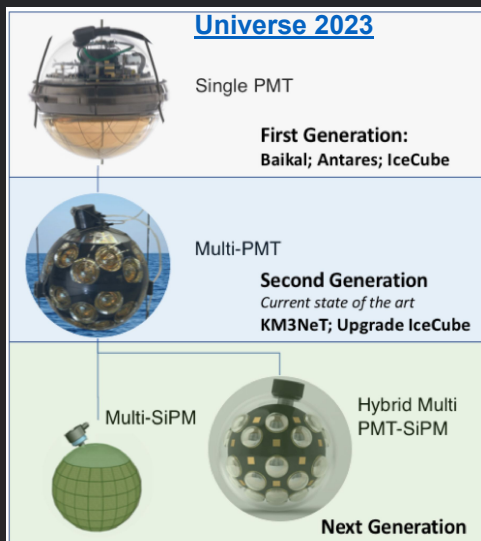 Universe 2023
Single PMT
First Generation:
Baikal; Antares; IceCube
Multi-PMT
Second Generation
Current state of the art
KM3NeT; Upgrade IceCube
Multi-SiPM
Hybrid Multi
PMT-SiPM
Next Generation